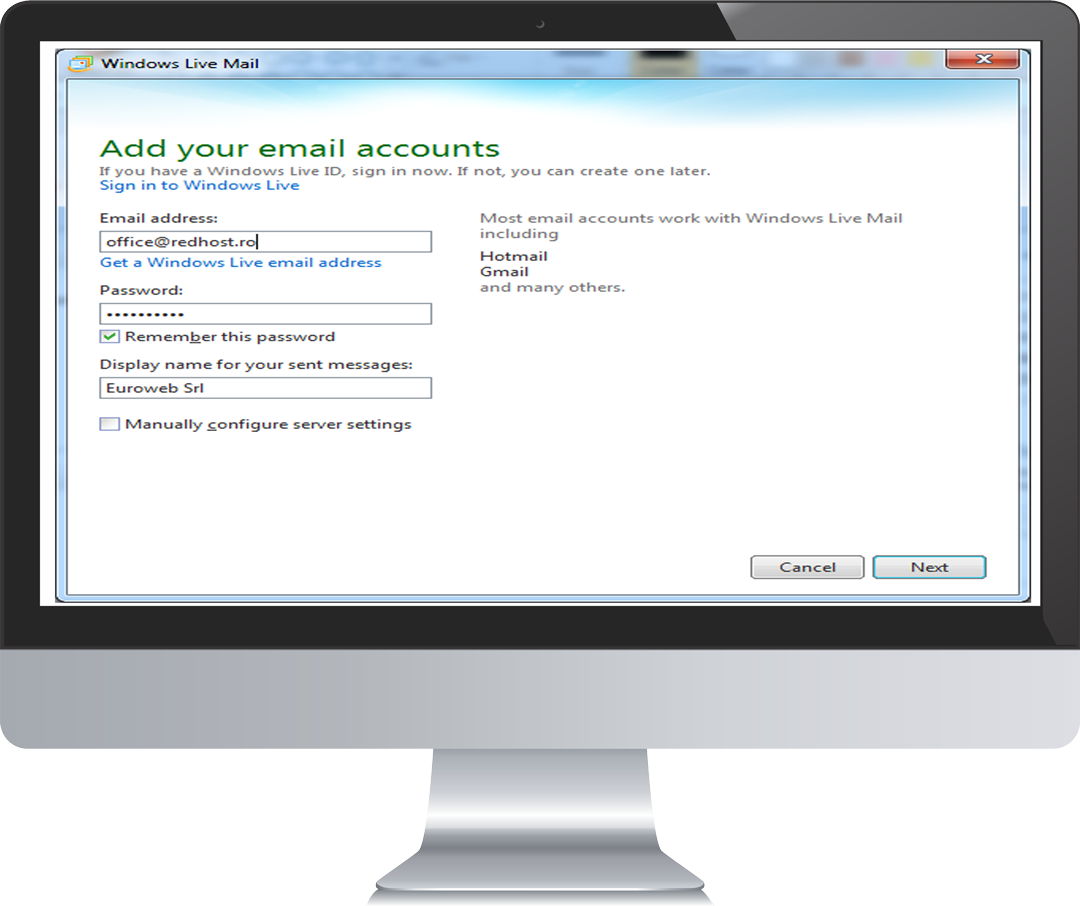 Windows Live Mail
Add your email accounts
If you have a Windows Live ID, sign in now. If not, you can create one later.
Sign in to Windows Live
Email address:
office@redhost.ro
Get a Windows Live email address
Password:
••••••••••
Remember this password
Display name for your sent messages:
Euroweb Srl
Manually configure server settings
Most email accounts work with Windows Live Mail
including
Hotmail
Gmail
and many others.
Cancel
Next